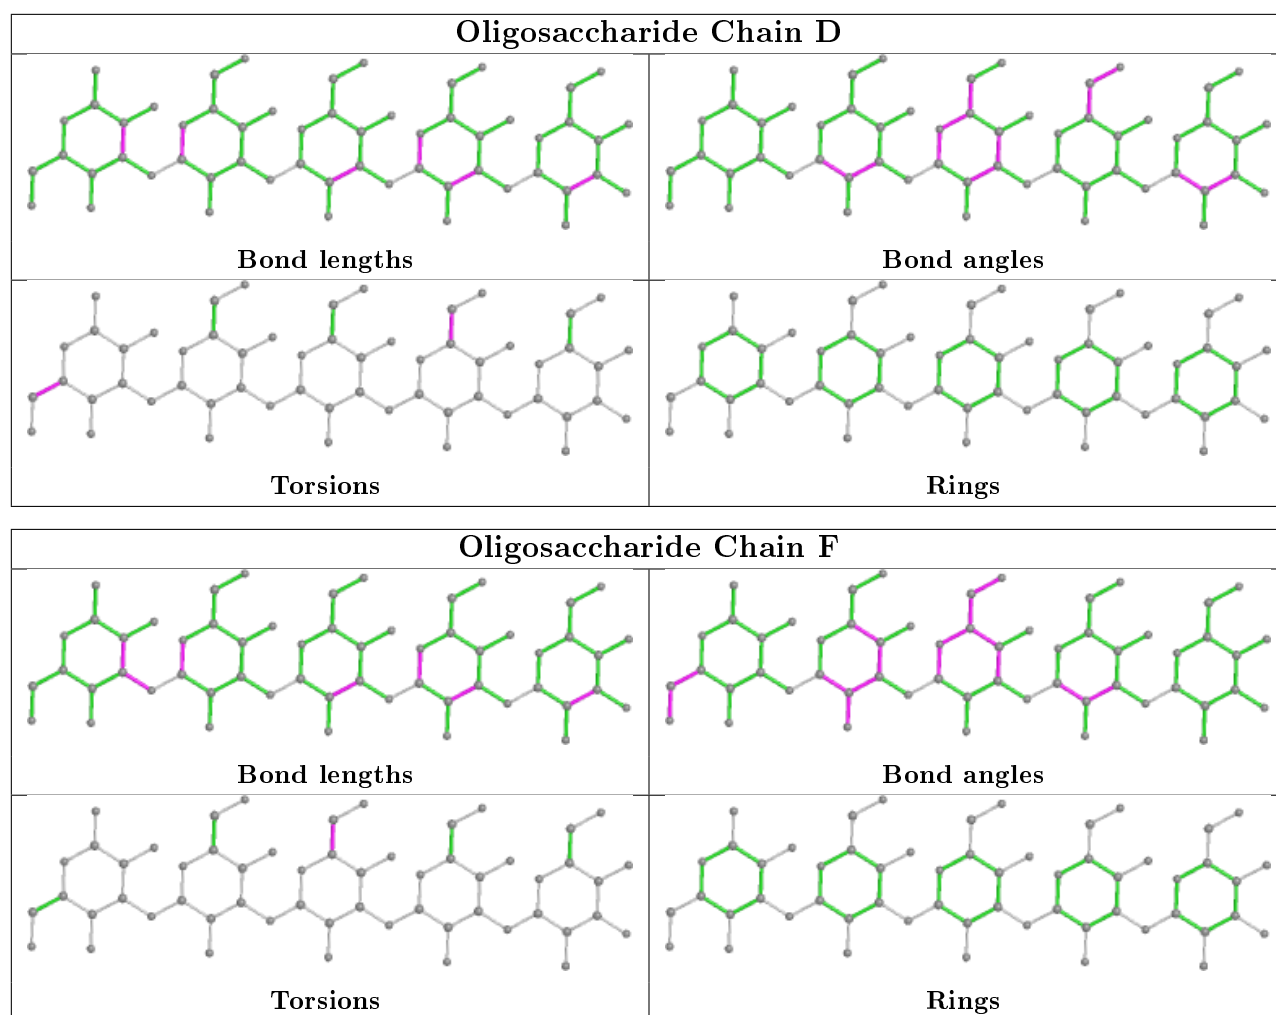 Oligosaccharide Chain D
Bond lengths
Bond angles
Torsions
Rings
Oligosaccharide Chain F
Bond lengths
Bond angles
Torsions
Rings